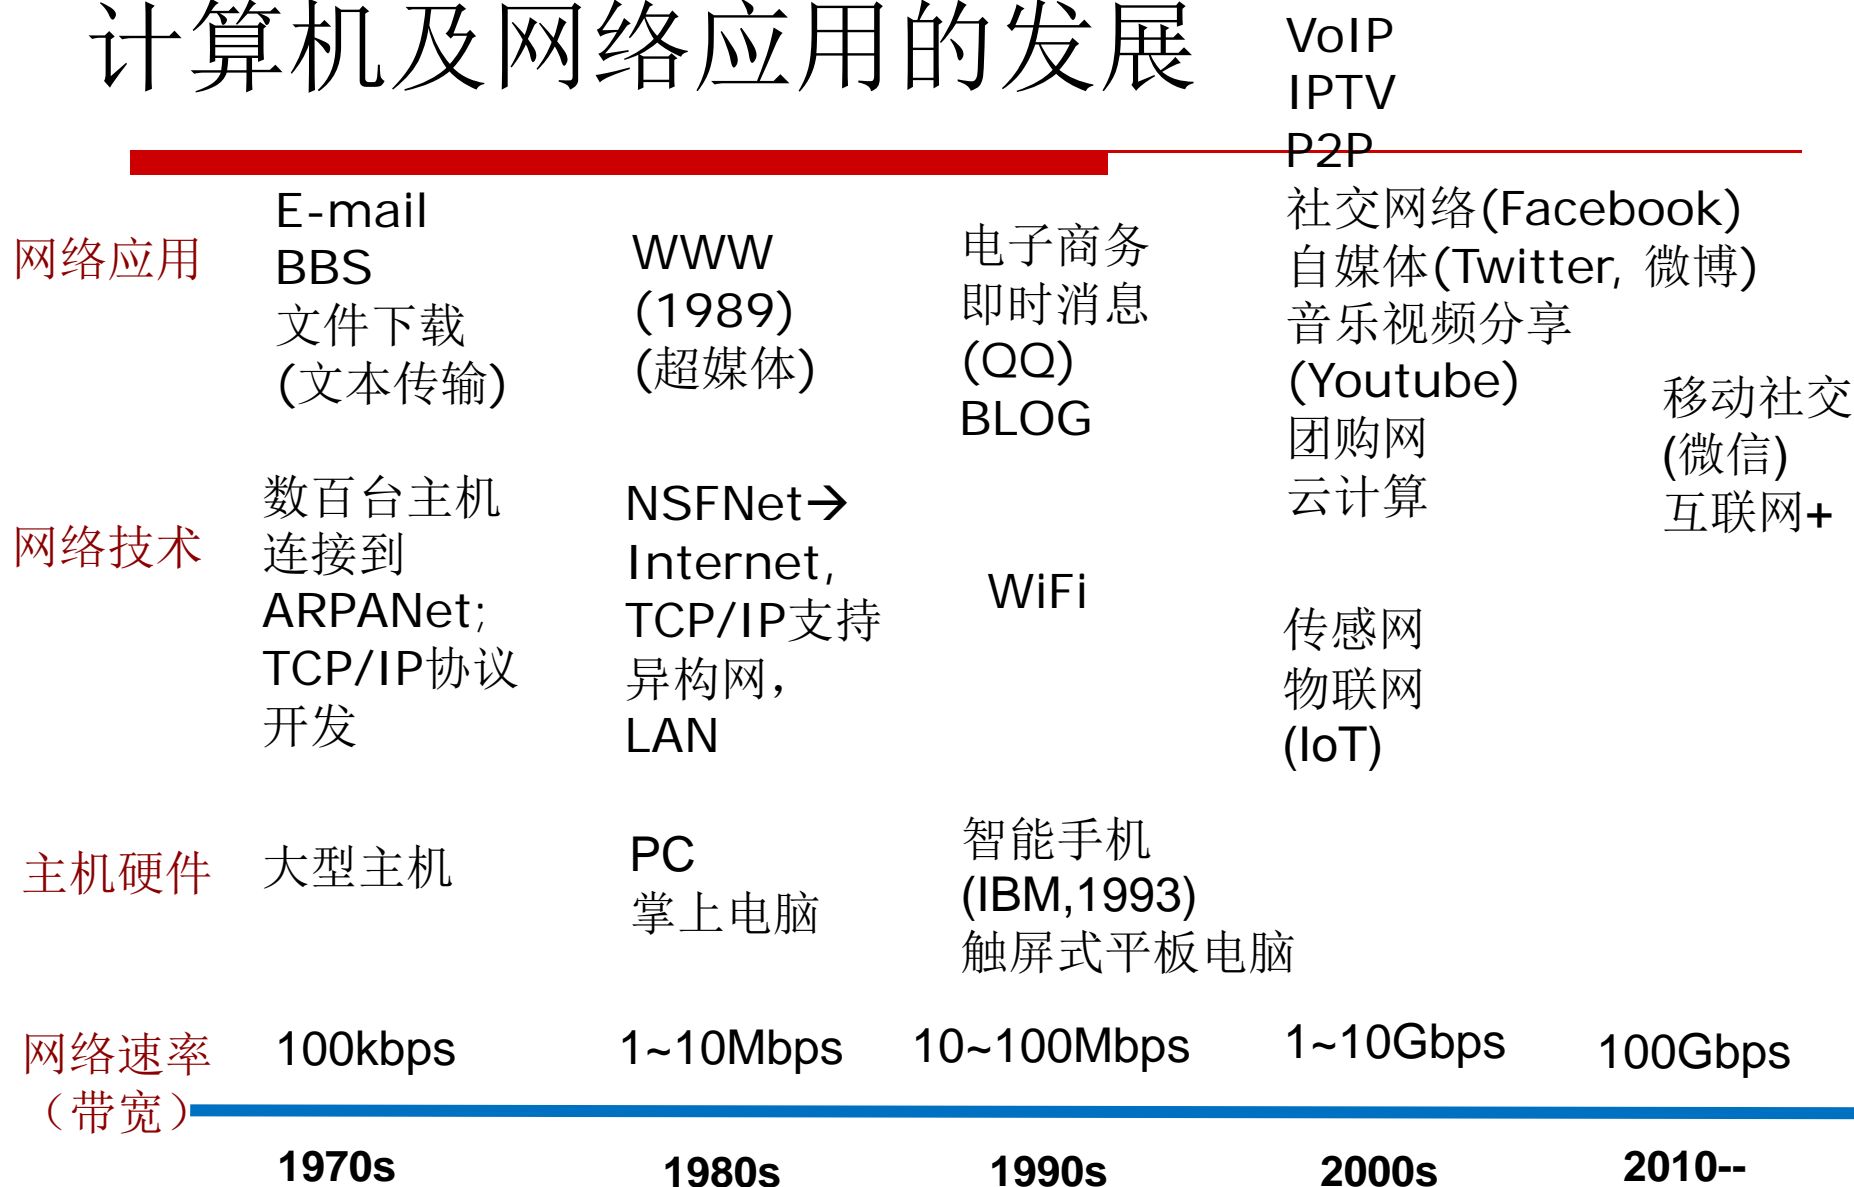 计算机及网络应用的发展
网络应用
E-mail
BBS
文件下载
(文本传输)
WWW
(1989)
(超媒体)
电子商务
即时消息
(QQ)
BLOG
VoIP
IPTV
P2P
社交网络(Facebook)
自媒体(Twitter, 微博)
音乐视频分享
(Youtube)
团购网
云计算
移动社交
(微信)
互联网+
网络技术
数百台主机
连接到
ARPANet;
TCP/IP协议
开发
NSFNet→
Internet,
TCP/IP支持
异构网，
LAN
WiFi
传感网
物联网
(IoT)
主机硬件
大型主机
PC
掌上电脑
智能手机
(IBM,1993)
触屏式平板电脑
网络速率
（带宽）
100kbps
1~10Mbps
10~100Mbps
1~10Gbps
100Gbps
1970s
1980s
1990s
2000s
2010--